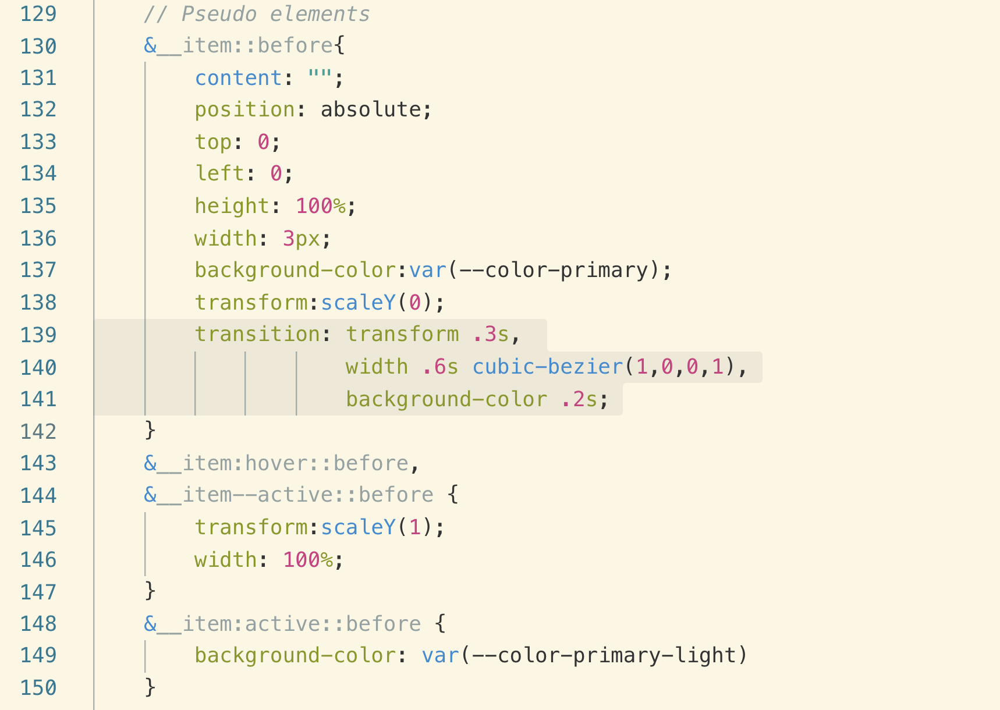 129 // Pseudo elements
130 &__item::before{
131 content: "";
132 position: absolute;
133 top: 0;
134 left: 0;
135 height: 100%;
136 width: 3px;
137 background-color:var(--color-primary);
138 transform:scaleY(0);
139 transition: transform .3s,
140 width .6s cubic-bezier(1,0,0,1),
141 background-color .2s;
142 }
143 &__item:hover::before,
144 &__item--active::before {
145 transform:scaleY(1);
146 width: 100%;
147 }
148 &__item:active::before {
149 background-color: var(--color-primary-light)
150 }